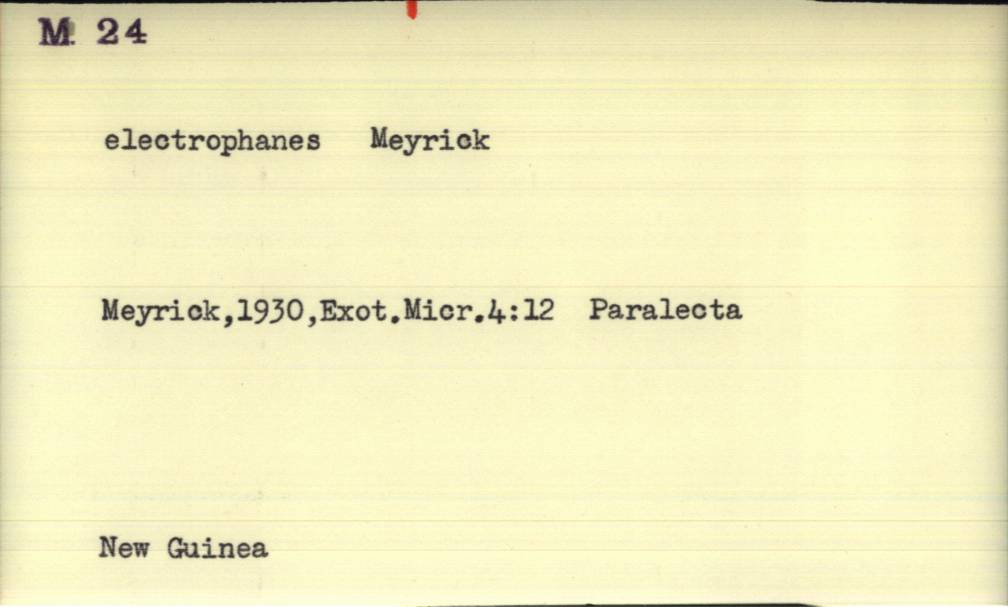 M. 24
electrophanes Meyrick
Meyrick,1930,Exot.Micr.4:12 Paralecta
New Guinea